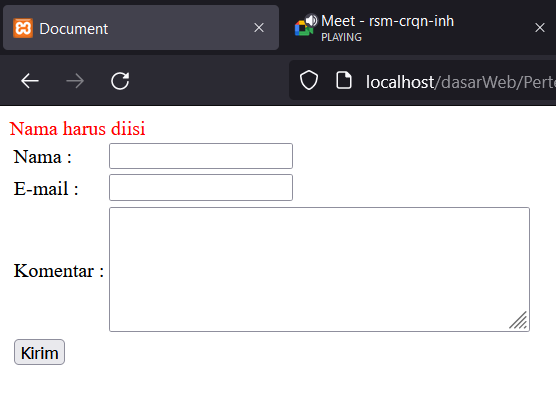 Document
Meet - rsm-crqn-inh
PLAYING
localhost/dasarWeb/Perte
Nama harus diisi
Nama :
E-mail :
Komentar :
Kirim